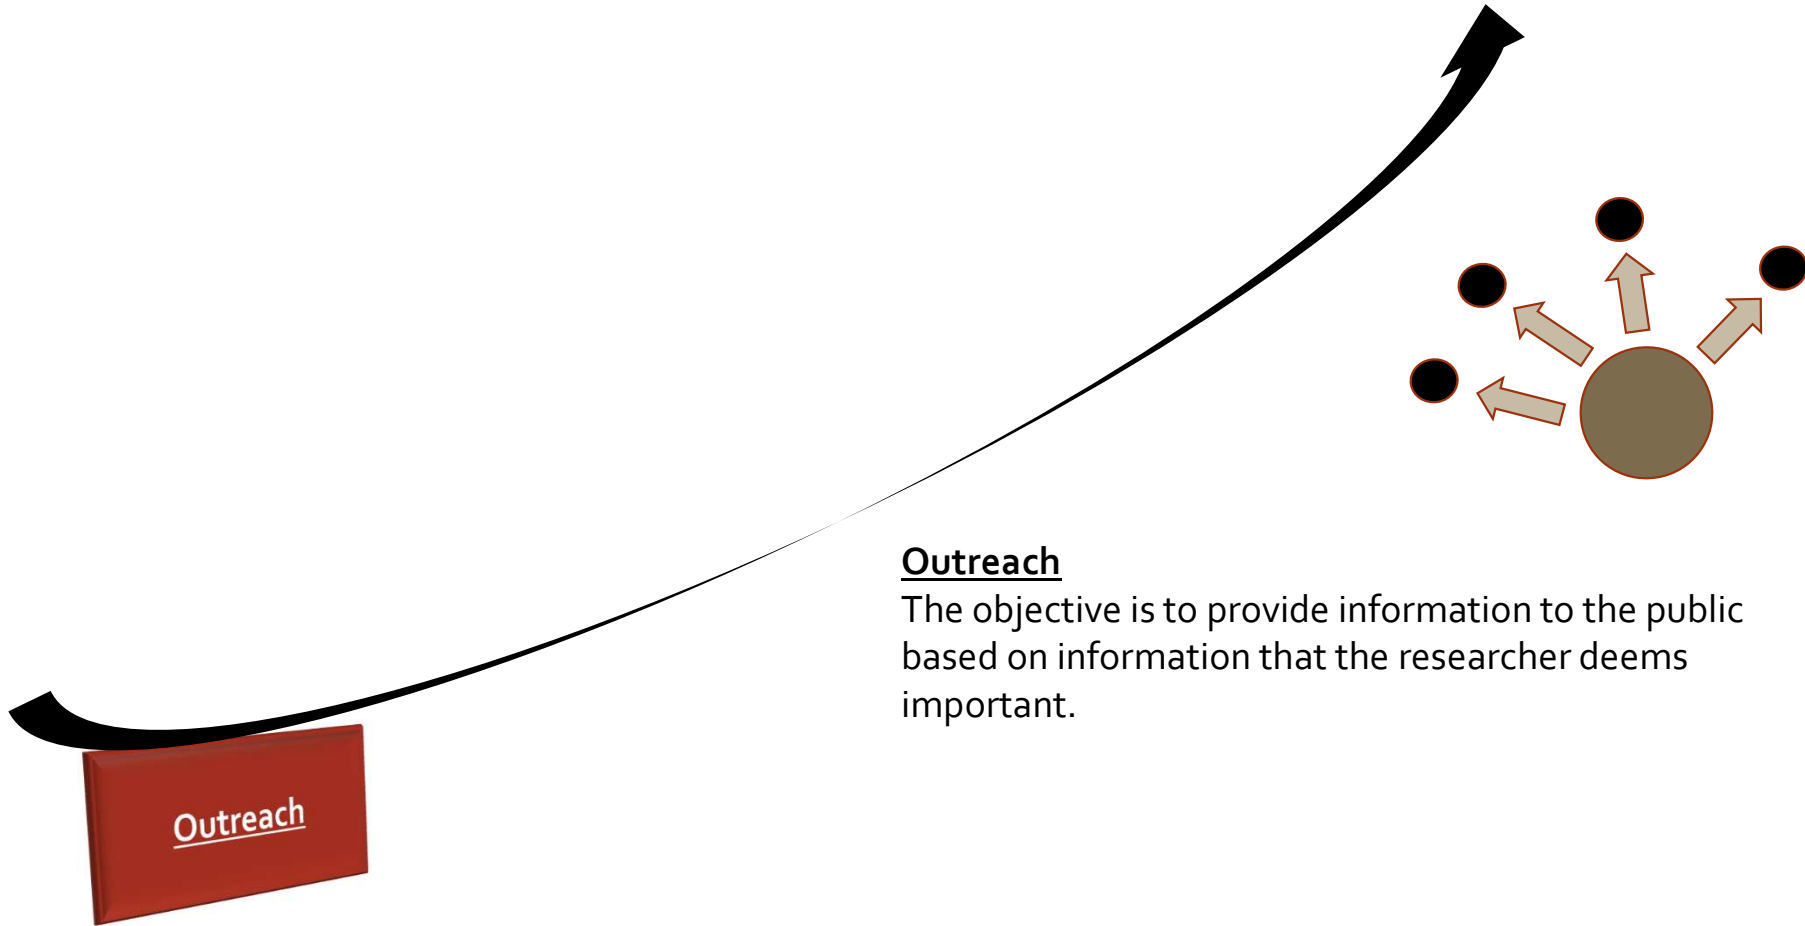 Outreach
The objective is to provide information to the public
based on information that the researcher deems
important.
Outreach